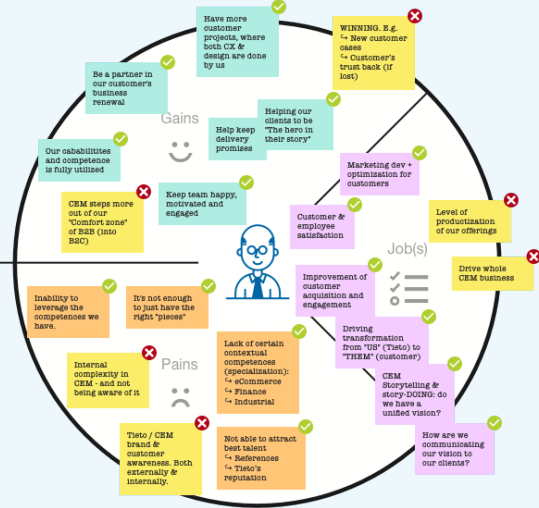 Have more
customer
projects, where
both CX &
design are done
by us
WINNING. E.g.
↳ New customer
cases
↳ Customer's
trust back (if
lost)
Be a partner in
our customer's
business
renewal
Gains
Helping our
clients to be
"The hero in
their story"
Help keep
delivery
promises
Our cababilitites
and competence
is fully utilized
Keep team happy,
motivated and
engaged
CEM steps more
out of our
"Comfort zone"
of B2B (into
B2C)
Marketing dev +
optimization for
customers
Customer &
employee
satisfaction
Level of
productization
of our offerings
Job(s)
Drive whole
CEM business
Improvement of
customer
acquisition and
engagement
Driving
transformation
from "US" (Tieto) to
"THEM" (customer)
CEM
Storytelling &
story-DOING: do
we have a
unified vision?
How are we
communicating
our vision to
our clients?
Inability to
leverage the
competences we
have.
It's not enough
to just have the
right "pieces"
Lack of certain
contextual
competences
(specialization):
↳ eCommerce
↳ Finance
↳ Industrial
Pains
Internal
complexity in
CEM - and not
being aware of it
Tieto / CEM
brand &
customer
awareness. Both
externally &
internally.
Not able to attract
best talent
↳ References
↳ Tieto's
reputation